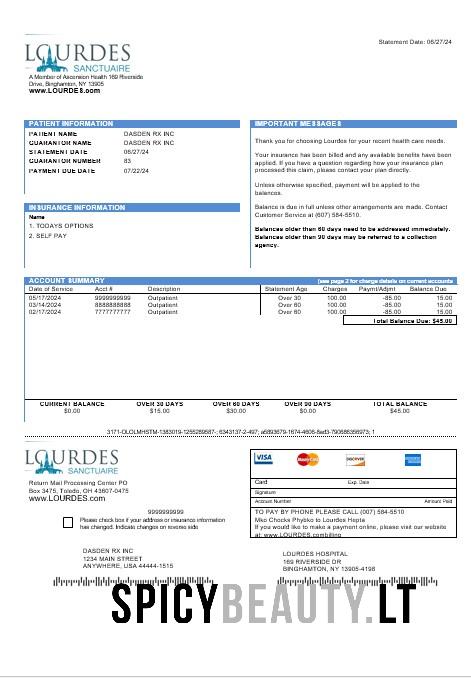 Statement Date: 06/27/24
LOURDES
SANCTUAIRE
A Member of Ascension Health 169 Riverside
Drive, Binghamton, NY 13905
www.LOURDES.com
PATIENT INFORMATION
PATIENT NAME DASDEN RX INC
GUARANTOR NAME DASDEN RX INC
STATEMENT DATE 06/27/24
GUARANTOR NUMBER 83
PAYMENT DUE DATE 07/22/24
INSURANCE INFORMATION
Name
1. TODAYS OPTIONS
2. SELF PAY
IMPORTANT MESSAGES
Thank you for choosing Lourdes for your recent health care needs.
Your insurance has been billed and any available benefits have been
applied. If you have a question regarding how your insurance plan
processed this claim, please contact your plan directly.
Unless otherwise specified, payment will be applied to the
balances.
Balance is due in full unless other arrangements are made. Contact
Customer Service at (607) 584-5510.
Balances older than 60 days need to be addressed immediately.
Balances older than 90 days may be referred to a collection
agency.
ACCOUNT SUMMARY (see page 2 for charge details on current accounts
Date of Service Acct # Description Statement Age Charges Paymt/Adjmt Balance Due
05/17/2024 9999999999 Outpatient Over 30 100.00 -85.00 15.00
03/14/2024 8888888888 Outpatient Over 60 100.00 -85.00 15.00
02/17/2024 7777777777 Outpatient Over 60 100.00 -85.00 15.00
Total Balance Due: $45.00
CURRENT BALANCE OVER 30 DAYS OVER 60 DAYS OVER 90 DAYS TOTAL BALANCE
$0.00 $15.00 $30.00 $0.00 $45.00
LOURDES
SANCTUAIRE
Return Mail Processing Center PO
Box 3475, Toledo, OH 43607-0475
www.LOURDES.com
9999999999
Please check box if your address or insurance information
has changed. Indicate changes on reverse side
VISA MasterCard DISCOVER AMERICAN EXPRESS
Card Exp. Date
Signature
Account Number Amount Paid
TO PAY BY PHONE PLEASE CALL (607) 584-5510
Mko Chocks Phybko to Lourdes Hepte
If you would like to make a payment online, please visit our website
at: www.LOURDES.combilling
DASDEN RX INC
1234 MAIN STREET
ANYWHERE, USA 44444-1515
LOURDES HOSPITAL
169 RIVERSIDE DR
BINGHAMTON, NY 13905-4198
SPICYBEAUTY.LT